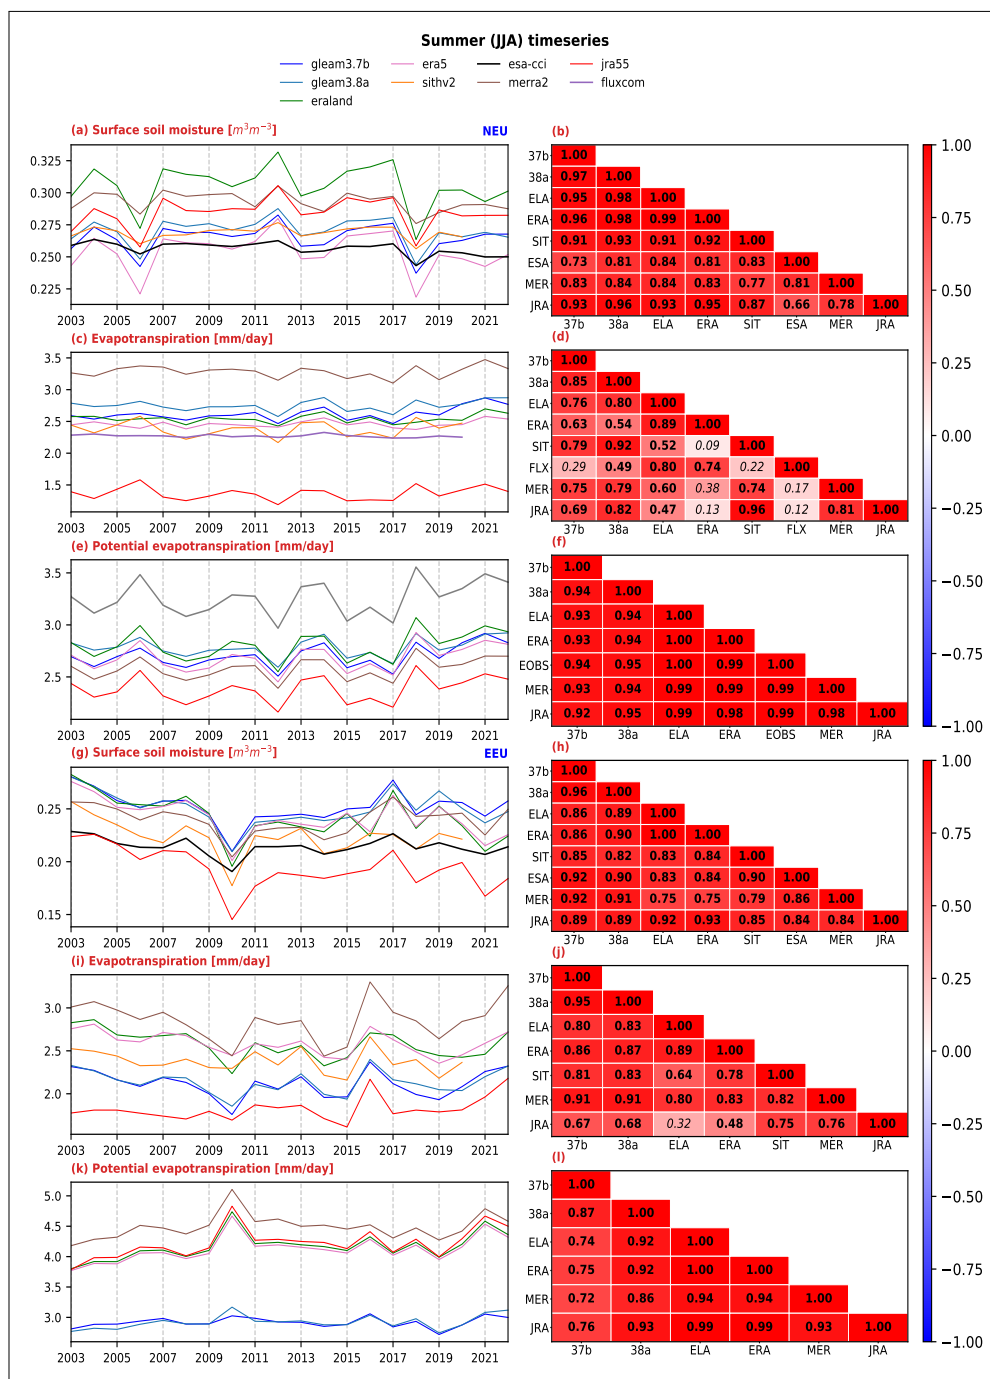 Summer (JJA) timeseries
gleam3.7b era5 esa-cci jra55
gleam3.8a sithv2 merra2 fluxcom
eraland
(a) Surface soil moisture [m³m⁻³] NEU (b)
0.325
0.300
0.275
0.250
0.225
2003 2005 2007 2009 2011 2013 2015 2017 2019 2021
37b 1.00
38a 0.97 1.00
ELA 0.95 0.98 1.00
ERA 0.96 0.98 0.99 1.00
SIT 0.91 0.93 0.91 0.92 1.00
ESA 0.73 0.81 0.84 0.81 0.83 1.00
MER 0.83 0.84 0.84 0.83 0.77 0.81 1.00
JRA 0.93 0.96 0.93 0.95 0.87 0.66 0.78 1.00
37b 38a ELA ERA SIT ESA MER JRA
1.00
0.75
0.50
0.25
0.00
−0.25
−0.50
−0.75
−1.00
(c) Evapotranspiration [mm/day] (d)
3.5
3.0
2.5
2.0
1.5
2003 2005 2007 2009 2011 2013 2015 2017 2019 2021
37b 1.00
38a 0.85 1.00
ELA 0.76 0.80 1.00
ERA 0.63 0.54 0.89 1.00
SIT 0.79 0.92 0.52 0.09 1.00
FLX 0.29 0.49 0.80 0.74 0.22 1.00
MER 0.75 0.79 0.60 0.38 0.74 0.17 1.00
JRA 0.69 0.82 0.47 0.13 0.96 0.12 0.81 1.00
37b 38a ELA ERA SIT FLX MER JRA
(e) Potential evapotranspiration [mm/day] (f)
3.5
3.0
2.5
2003 2005 2007 2009 2011 2013 2015 2017 2019 2021
37b 1.00
38a 0.94 1.00
ELA 0.93 0.94 1.00
ERA 0.93 0.94 1.00 1.00
EOBS 0.94 0.95 1.00 0.99 1.00
MER 0.93 0.94 0.99 0.99 0.99 1.00
JRA 0.92 0.95 0.99 0.98 0.99 0.98 1.00
37b 38a ELA ERA EOBS MER JRA
(g) Surface soil moisture [m³m⁻³] EEU (h)
0.25
0.20
0.15
2003 2005 2007 2009 2011 2013 2015 2017 2019 2021
37b 1.00
38a 0.96 1.00
ELA 0.86 0.89 1.00
ERA 0.86 0.90 1.00 1.00
SIT 0.85 0.82 0.83 0.84 1.00
ESA 0.92 0.90 0.83 0.84 0.90 1.00
MER 0.92 0.91 0.75 0.75 0.79 0.86 1.00
JRA 0.89 0.89 0.92 0.93 0.85 0.84 0.84 1.00
37b 38a ELA ERA SIT ESA MER JRA
1.00
0.75
0.50
0.25
0.00
−0.25
−0.50
−0.75
−1.00
(i) Evapotranspiration [mm/day] (j)
3.0
2.5
2.0
2003 2005 2007 2009 2011 2013 2015 2017 2019 2021
37b 1.00
38a 0.95 1.00
ELA 0.80 0.83 1.00
ERA 0.86 0.87 0.89 1.00
SIT 0.81 0.83 0.64 0.78 1.00
MER 0.91 0.91 0.80 0.83 0.82 1.00
JRA 0.67 0.68 0.32 0.48 0.75 0.76 1.00
37b 38a ELA ERA SIT MER JRA
(k) Potential evapotranspiration [mm/day] (l)
5.0
4.5
4.0
3.5
3.0
2003 2005 2007 2009 2011 2013 2015 2017 2019 2021
37b 1.00
38a 0.87 1.00
ELA 0.74 0.92 1.00
ERA 0.75 0.92 1.00 1.00
MER 0.72 0.86 0.94 0.94 1.00
JRA 0.76 0.93 0.99 0.99 0.93 1.00
37b 38a ELA ERA MER JRA